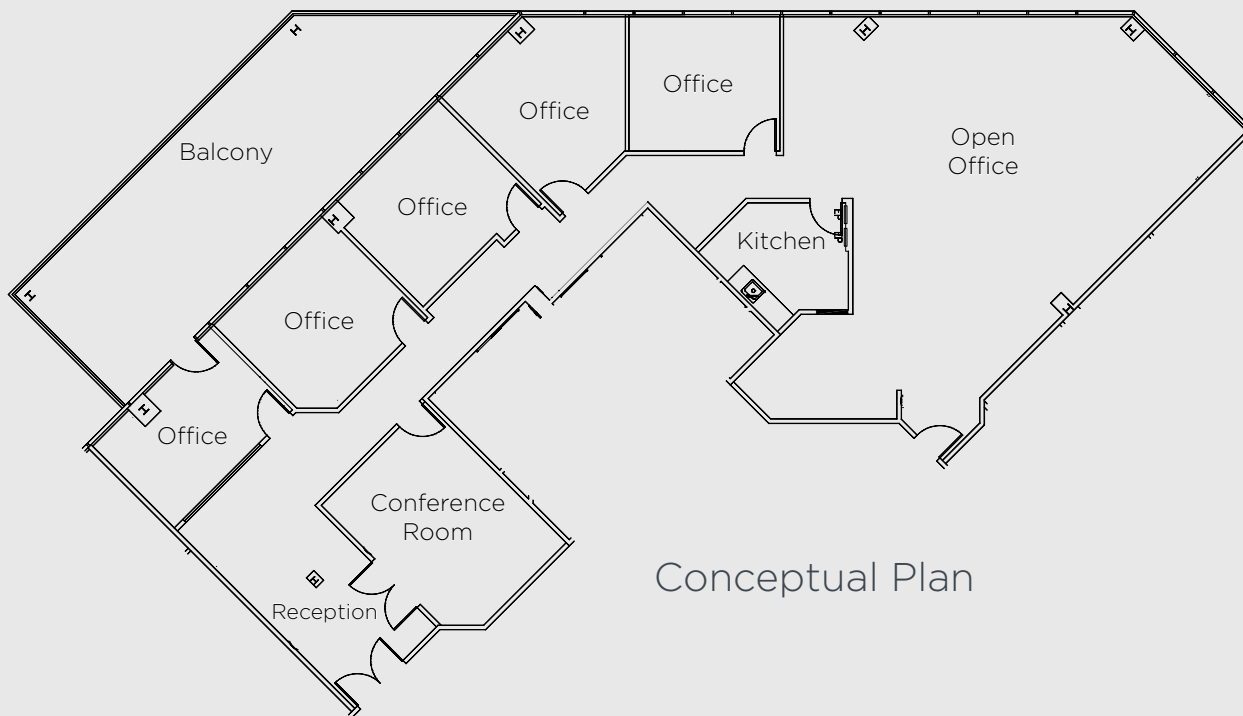 Balcony
Office
Office
Open
Office
Office
Kitchen
Office
Office
Conference
Room
Reception
Conceptual Plan